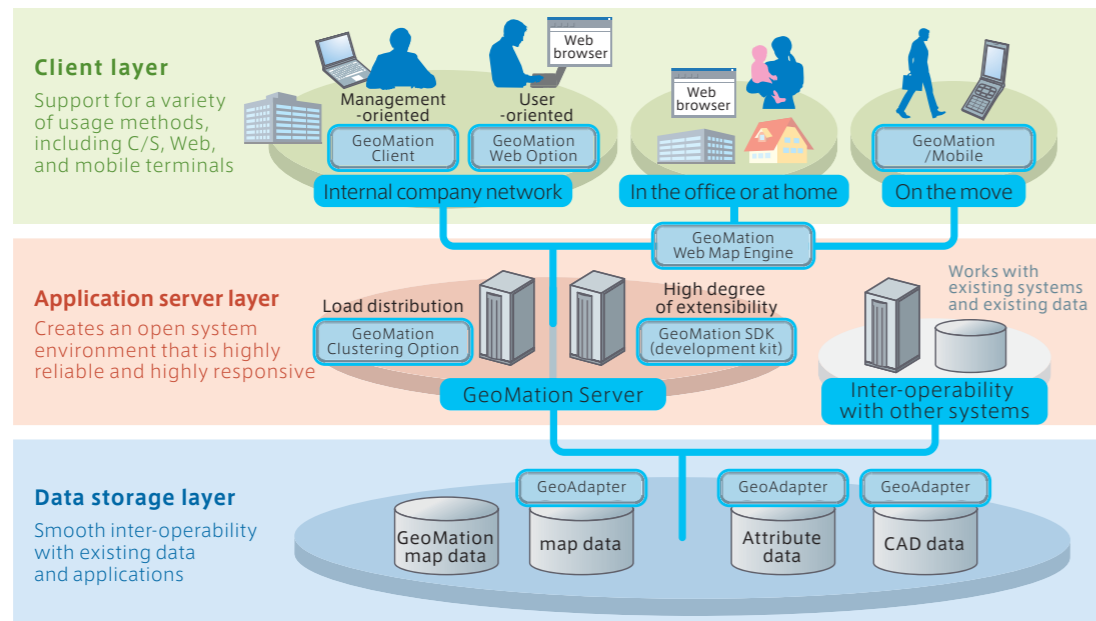 Client layer
Support for a variety
of usage methods,
including C/S, Web,
and mobile terminals
Web
browser
Management
-oriented
User
-oriented
GeoMation
Client
GeoMation
Web Option
Internal company network
Web
browser
In the office or at home
GeoMation
/Mobile
On the move
GeoMation
Web Map Engine
Application server layer
Creates an open system
environment that is highly
reliable and highly responsive
Load distribution
GeoMation
Clustering Option
High degree
of extensibility
GeoMation SDK
(development kit)
GeoMation Server
Works with
existing systems
and existing data
Inter-operability
with other systems
Data storage layer
Smooth inter-operability
with existing data
and applications
GeoMation
map data
GeoAdapter
map data
GeoAdapter
Attribute
data
GeoAdapter
CAD data